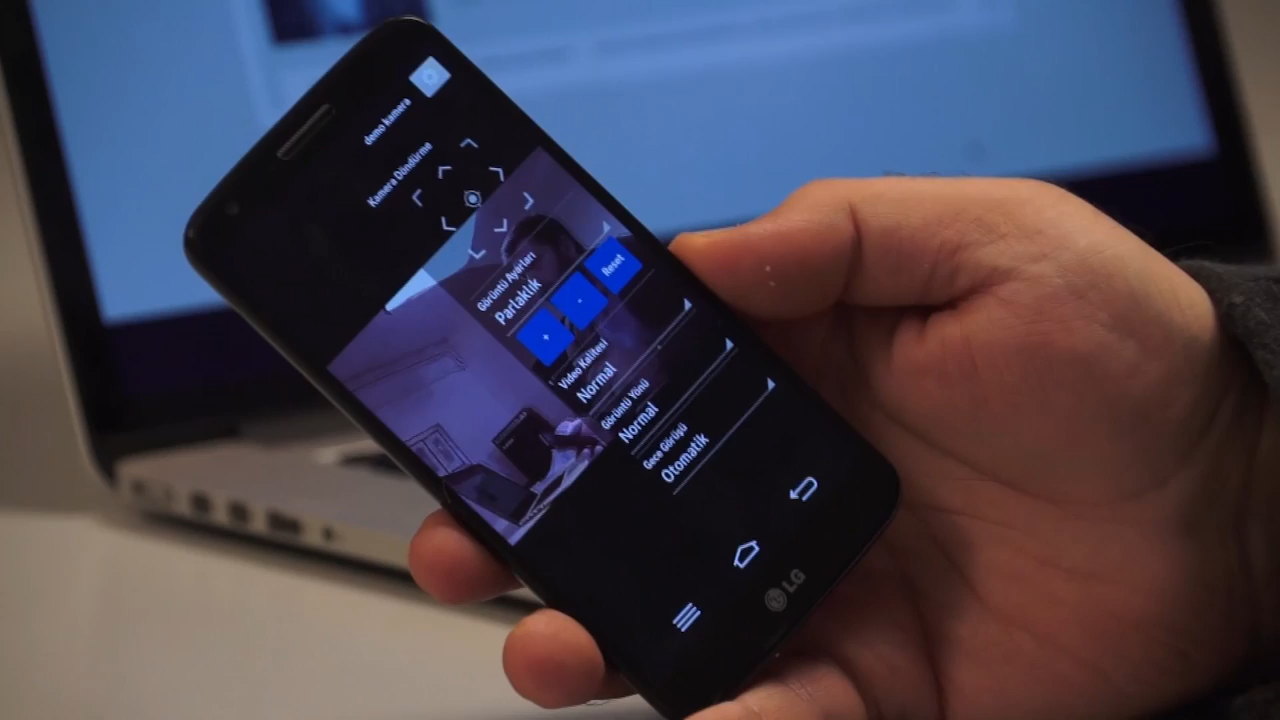 demo kamera
Kamera Döndürme
Görüntü Ayarları
Parlaklık
+
-
Reset
Video Kalitesi
Normal
Görüntü Yönü
Normal
Gece Görüşü
Otomatik
LG